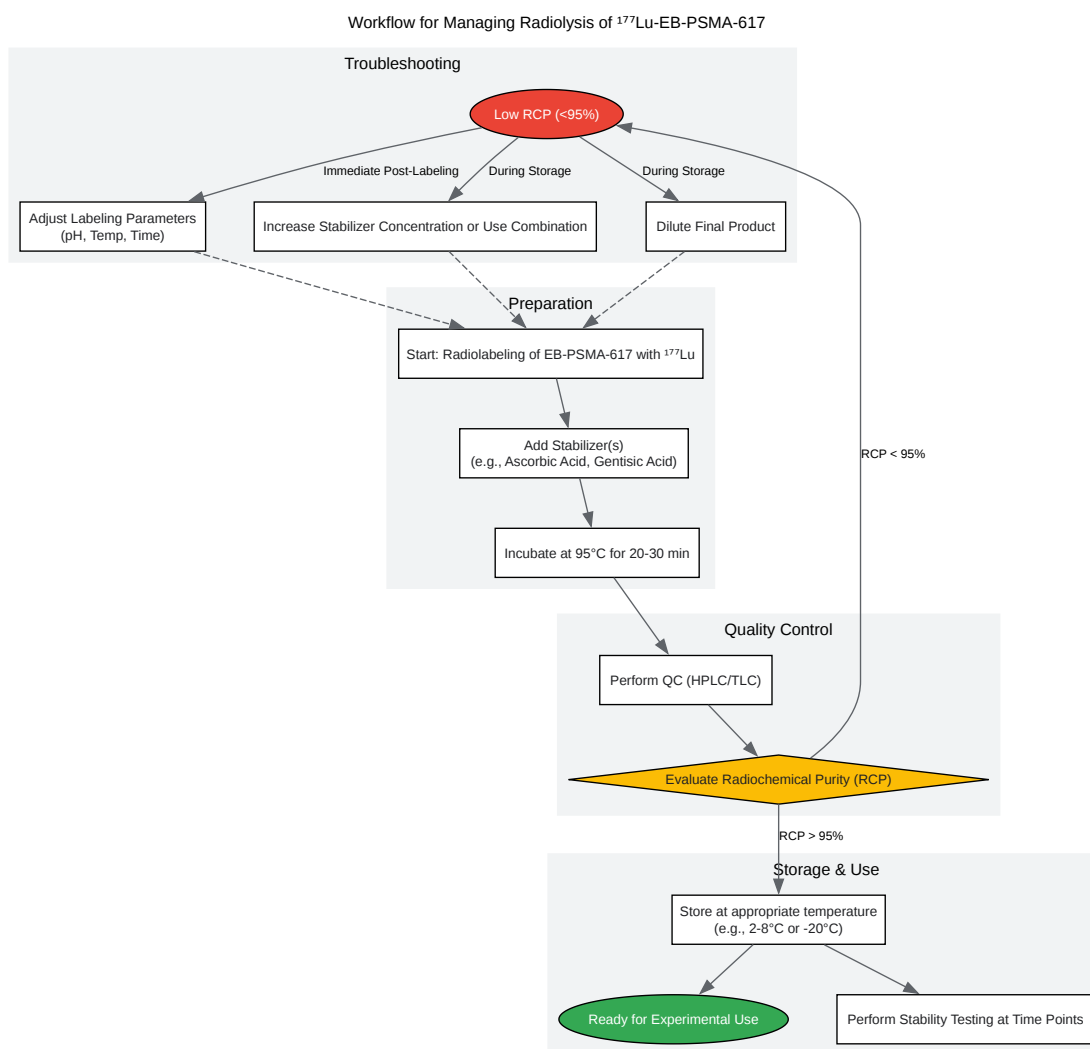 Workflow for Managing Radiolysis of ¹⁷⁷Lu-EB-PSMA-617
Troubleshooting
Low RCP (<95%)
Immediate Post-Labeling
During Storage
During Storage
Adjust Labeling Parameters
(pH, Temp, Time)
Increase Stabilizer Concentration or Use Combination
Dilute Final Product
Preparation
Start: Radiolabeling of EB-PSMA-617 with ¹⁷⁷Lu
Add Stabilizer(s)
(e.g., Ascorbic Acid, Gentisic Acid)
RCP < 95%
Incubate at 95°C for 20-30 min
Quality Control
Perform QC (HPLC/TLC)
Evaluate Radiochemical Purity (RCP)
RCP > 95%
Storage & Use
Store at appropriate temperature
(e.g., 2-8°C or -20°C)
Ready for Experimental Use
Perform Stability Testing at Time Points